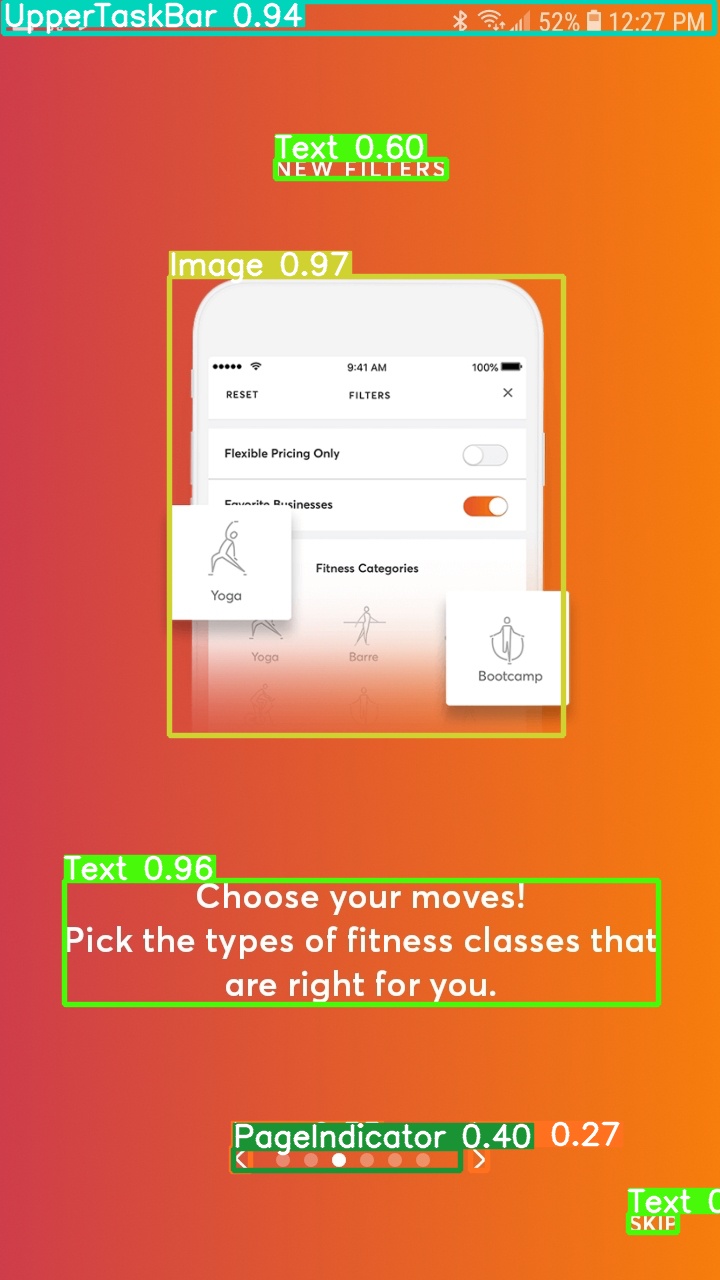 UpperTaskBar 0.94
52% 12:27 PM
Text 0.60
NEW FILTERS
Image 0.97
9:41 AM 100%
RESET FILTERS ×
Flexible Pricing Only
Favorite Businesses
Yoga
Fitness Categories
Yoga Barre
Bootcamp
Text 0.96
Choose your moves!
Pick the types of fitness classes that
are right for you.
PageIndicator 0.40 0.27
Text
SKIP